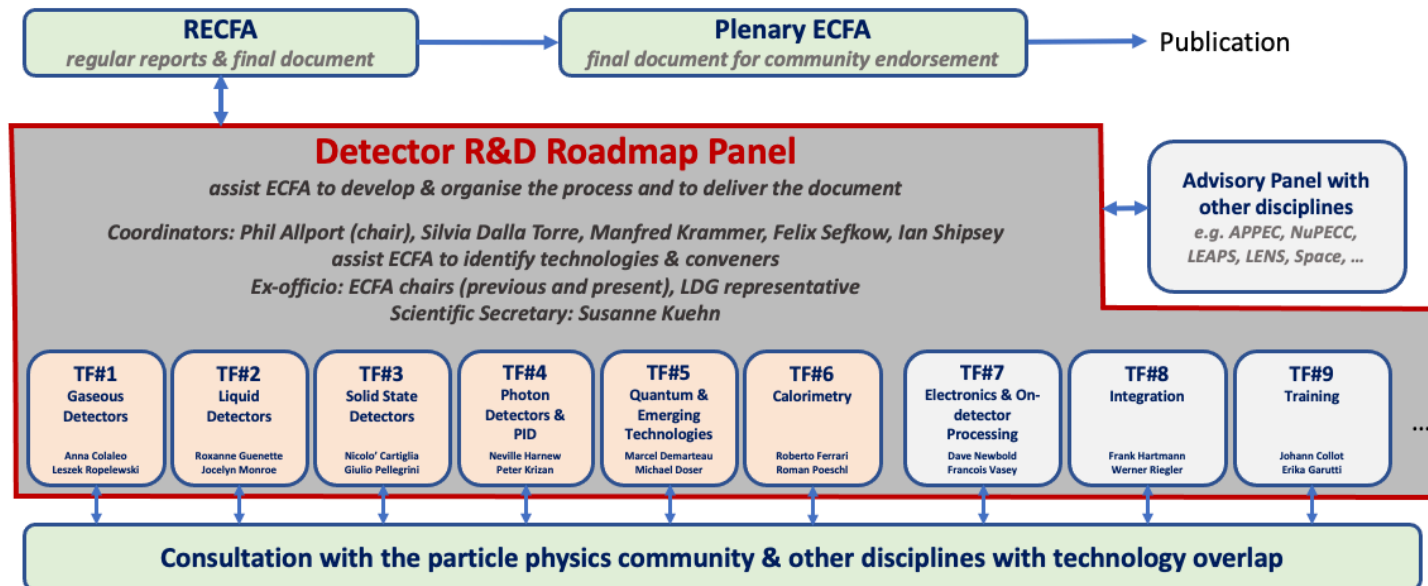 RECFA
regular reports & final document
Plenary ECFA
final document for community endorsement
Publication
Detector R&D Roadmap Panel
assist ECFA to develop & organise the process and to deliver the document
Coordinators: Phil Allport (chair), Silvia Dalla Torre, Manfred Krammer, Felix Sefkow, Ian Shipsey
assist ECFA to identify technologies & conveners
Ex-officio: ECFA chairs (previous and present), LDG representative
Scientific Secretary: Susanne Kuehn
Advisory Panel with
other disciplines
e.g. APPEC, NuPECC,
LEAPS, LENS, Space, …
TF#1
Gaseous
Detectors
Anna Colaleo
Leszek Ropelewski
TF#2
Liquid
Detectors
Roxanne Guenette
Jocelyn Monroe
TF#3
Solid State
Detectors
Nicolo' Cartiglia
Giulio Pellegrini
TF#4
Photon
Detectors &
PID
Neville Harnew
Peter Krizan
TF#5
Quantum &
Emerging
Technologies
Marcel Demarteau
Michael Doser
TF#6
Calorimetry
Roberto Ferrari
Roman Poeschl
TF#7
Electronics & On-
detector
Processing
Dave Newbold
Francois Vasey
TF#8
Integration
Frank Hartmann
Werner Riegler
TF#9
Training
Johann Collot
Erika Garutti
...
Consultation with the particle physics community & other disciplines with technology overlap